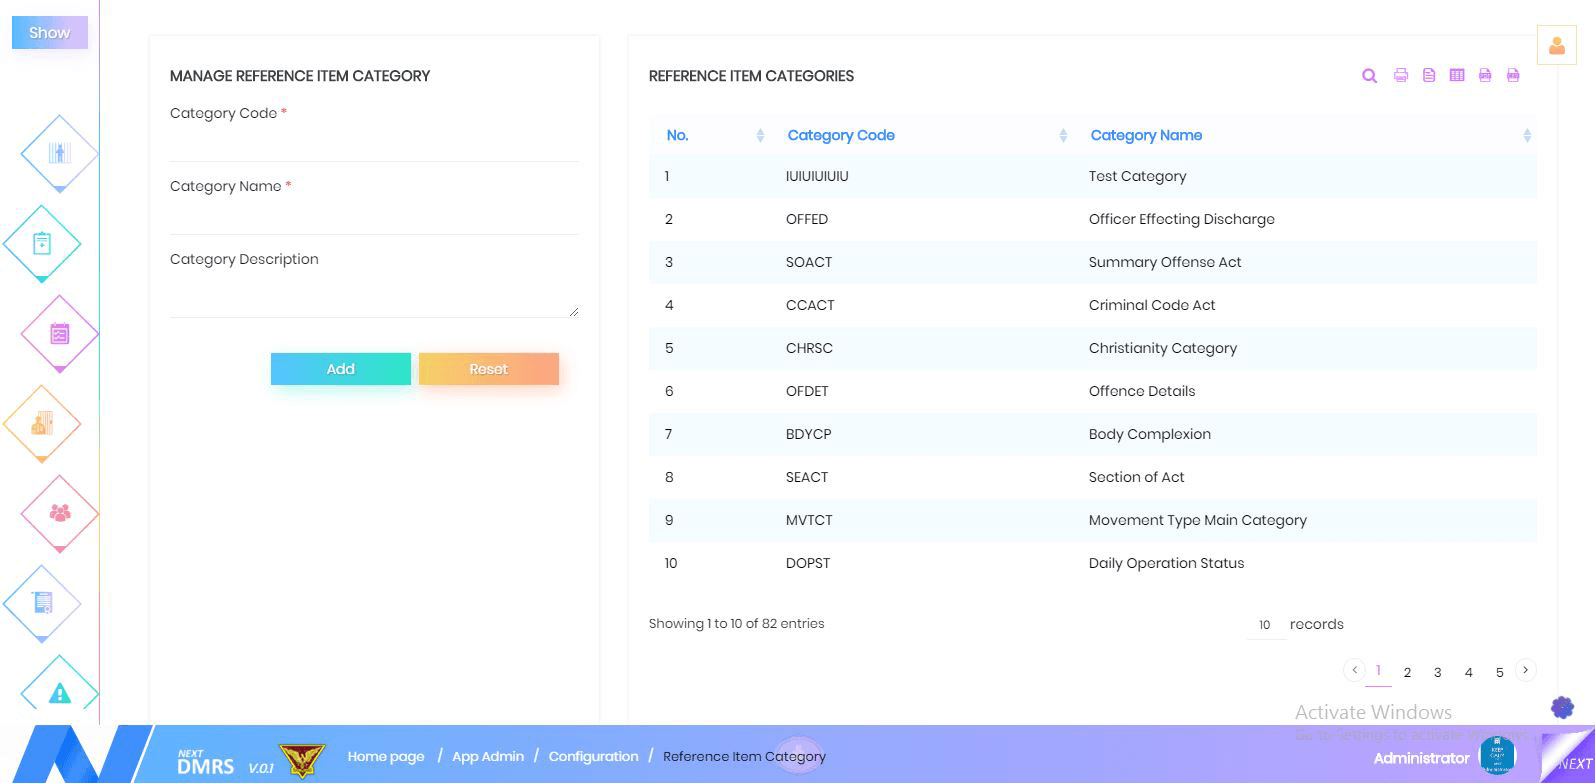 Show
MANAGE REFERENCE ITEM CATEGORY
Category Code *
Category Name *
Category Description
Add Reset
REFERENCE ITEM CATEGORIES
No. Category Code Category Name
1 IUIUIUIUIU Test Category
2 OFFED Officer Effecting Discharge
3 SOACT Summary Offense Act
4 CCACT Criminal Code Act
5 CHRSC Christianity Category
6 OFDET Offence Details
7 BDYCP Body Complexion
8 SEACT Section of Act
9 MVTCT Movement Type Main Category
10 DOPST Daily Operation Status
Showing 1 to 10 of 82 entries
10 records
1 2 3 4 5
Activate Windows
Go to Settings to activate Windows.
NEXT
DMRS V.0.1
Home page / App Admin / Configuration / Reference Item Category
Administrator
KEEP
CALM
NEXT